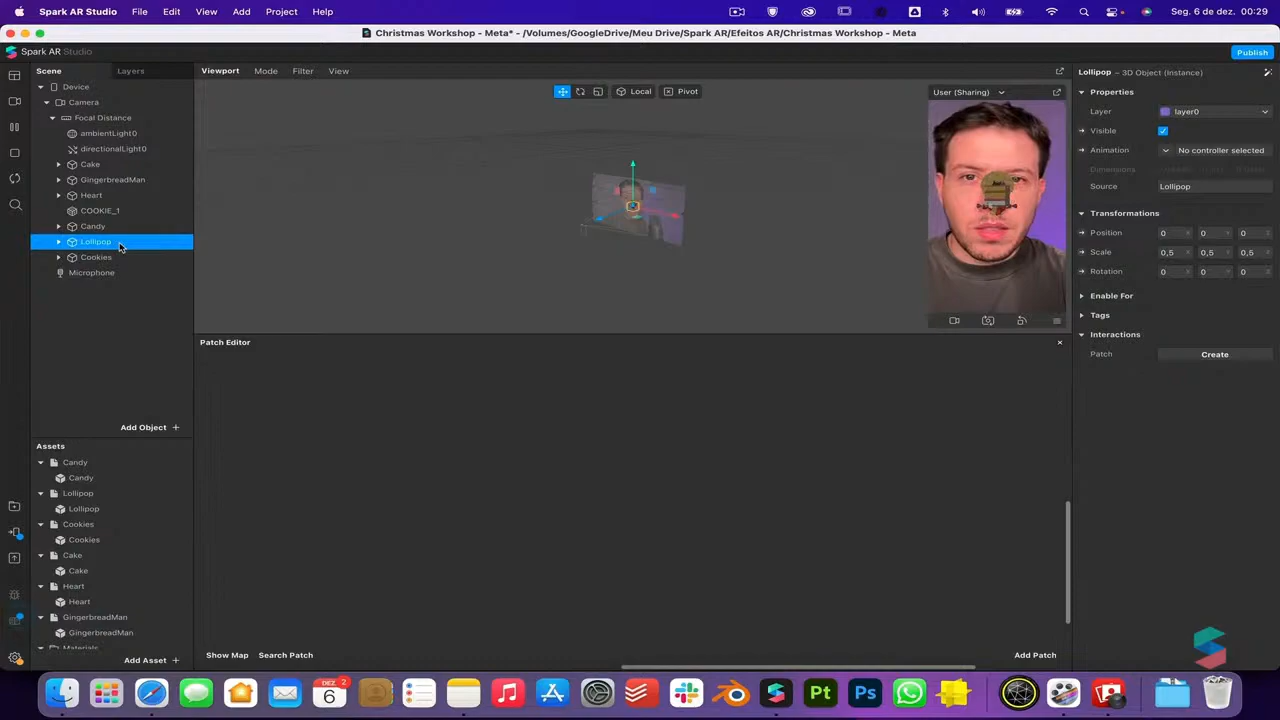 Spark AR Studio File Edit View Add Project Help Seg. 6 de dez. 00:29
Christmas Workshop - Meta* - /Volumes/GoogleDrive/Meu Drive/Spark AR/Efeitos AR/Christmas Workshop - Meta
Spark AR Studio Publish
Scene Layers
Viewport Mode Filter View
Device
Camera
Focal Distance
ambientLight0
directionalLight0
Cake
GingerbreadMan
Heart
COOKIE_1
Candy
Lollipop
Cookies
Microphone
Add Object +
Local Pivot
User (Sharing)
Lollipop – 3D Object (Instance)
Properties
Layer layer0
Visible
Animation No controller selected
Dimensions
Source Lollipop
Transformations
Position 0 X 0 Y 0 Z
Scale 0,5 X 0,5 Y 0,5 Z
Rotation 0 X 0 Y 0 Z
Enable For
Tags
Interactions
Patch Create
Patch Editor
Show Map Search Patch Add Patch
Assets
Candy
Candy
Lollipop
Lollipop
Cookies
Cookies
Cake
Cake
Heart
Heart
GingerbreadMan
GingerbreadMan
Materials
Add Asset +
DEZ. 2
6
Pt
Ps